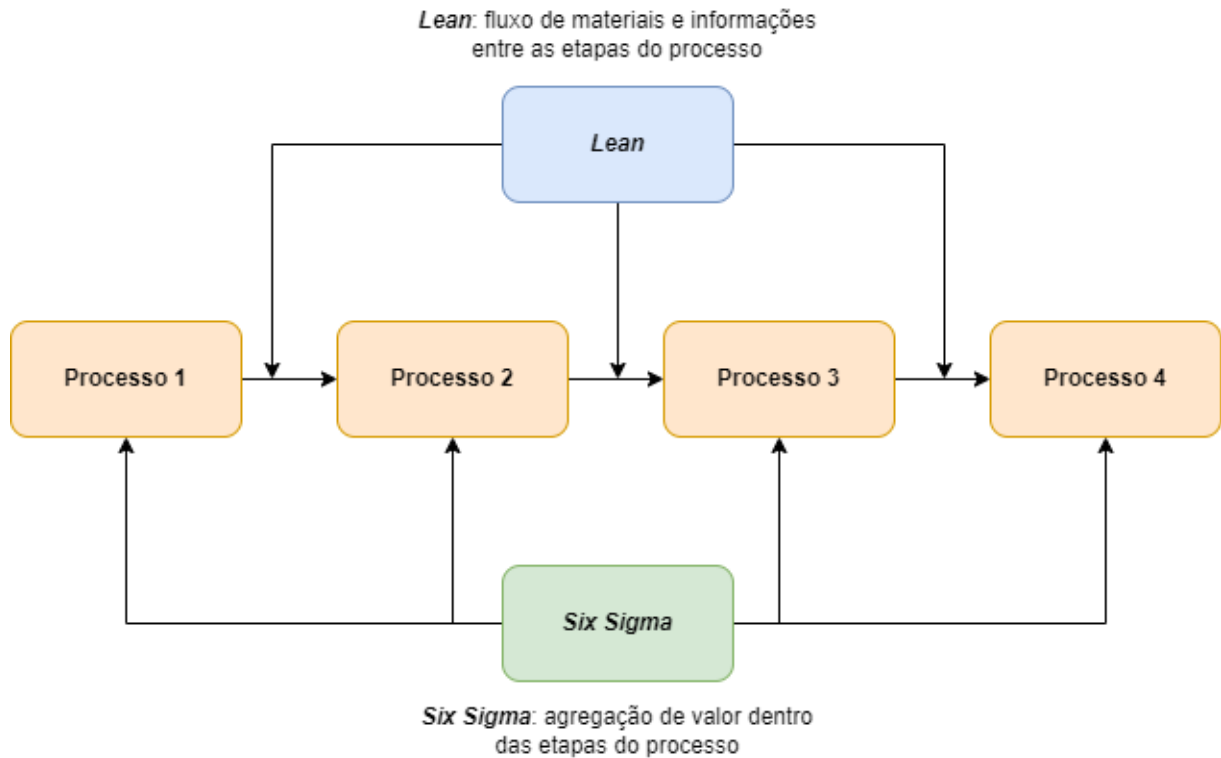 Lean: fluxo de materiais e informações
entre as etapas do processo
Lean
Processo 1
Processo 2
Processo 3
Processo 4
Six Sigma
Six Sigma: agregação de valor dentro
das etapas do processo